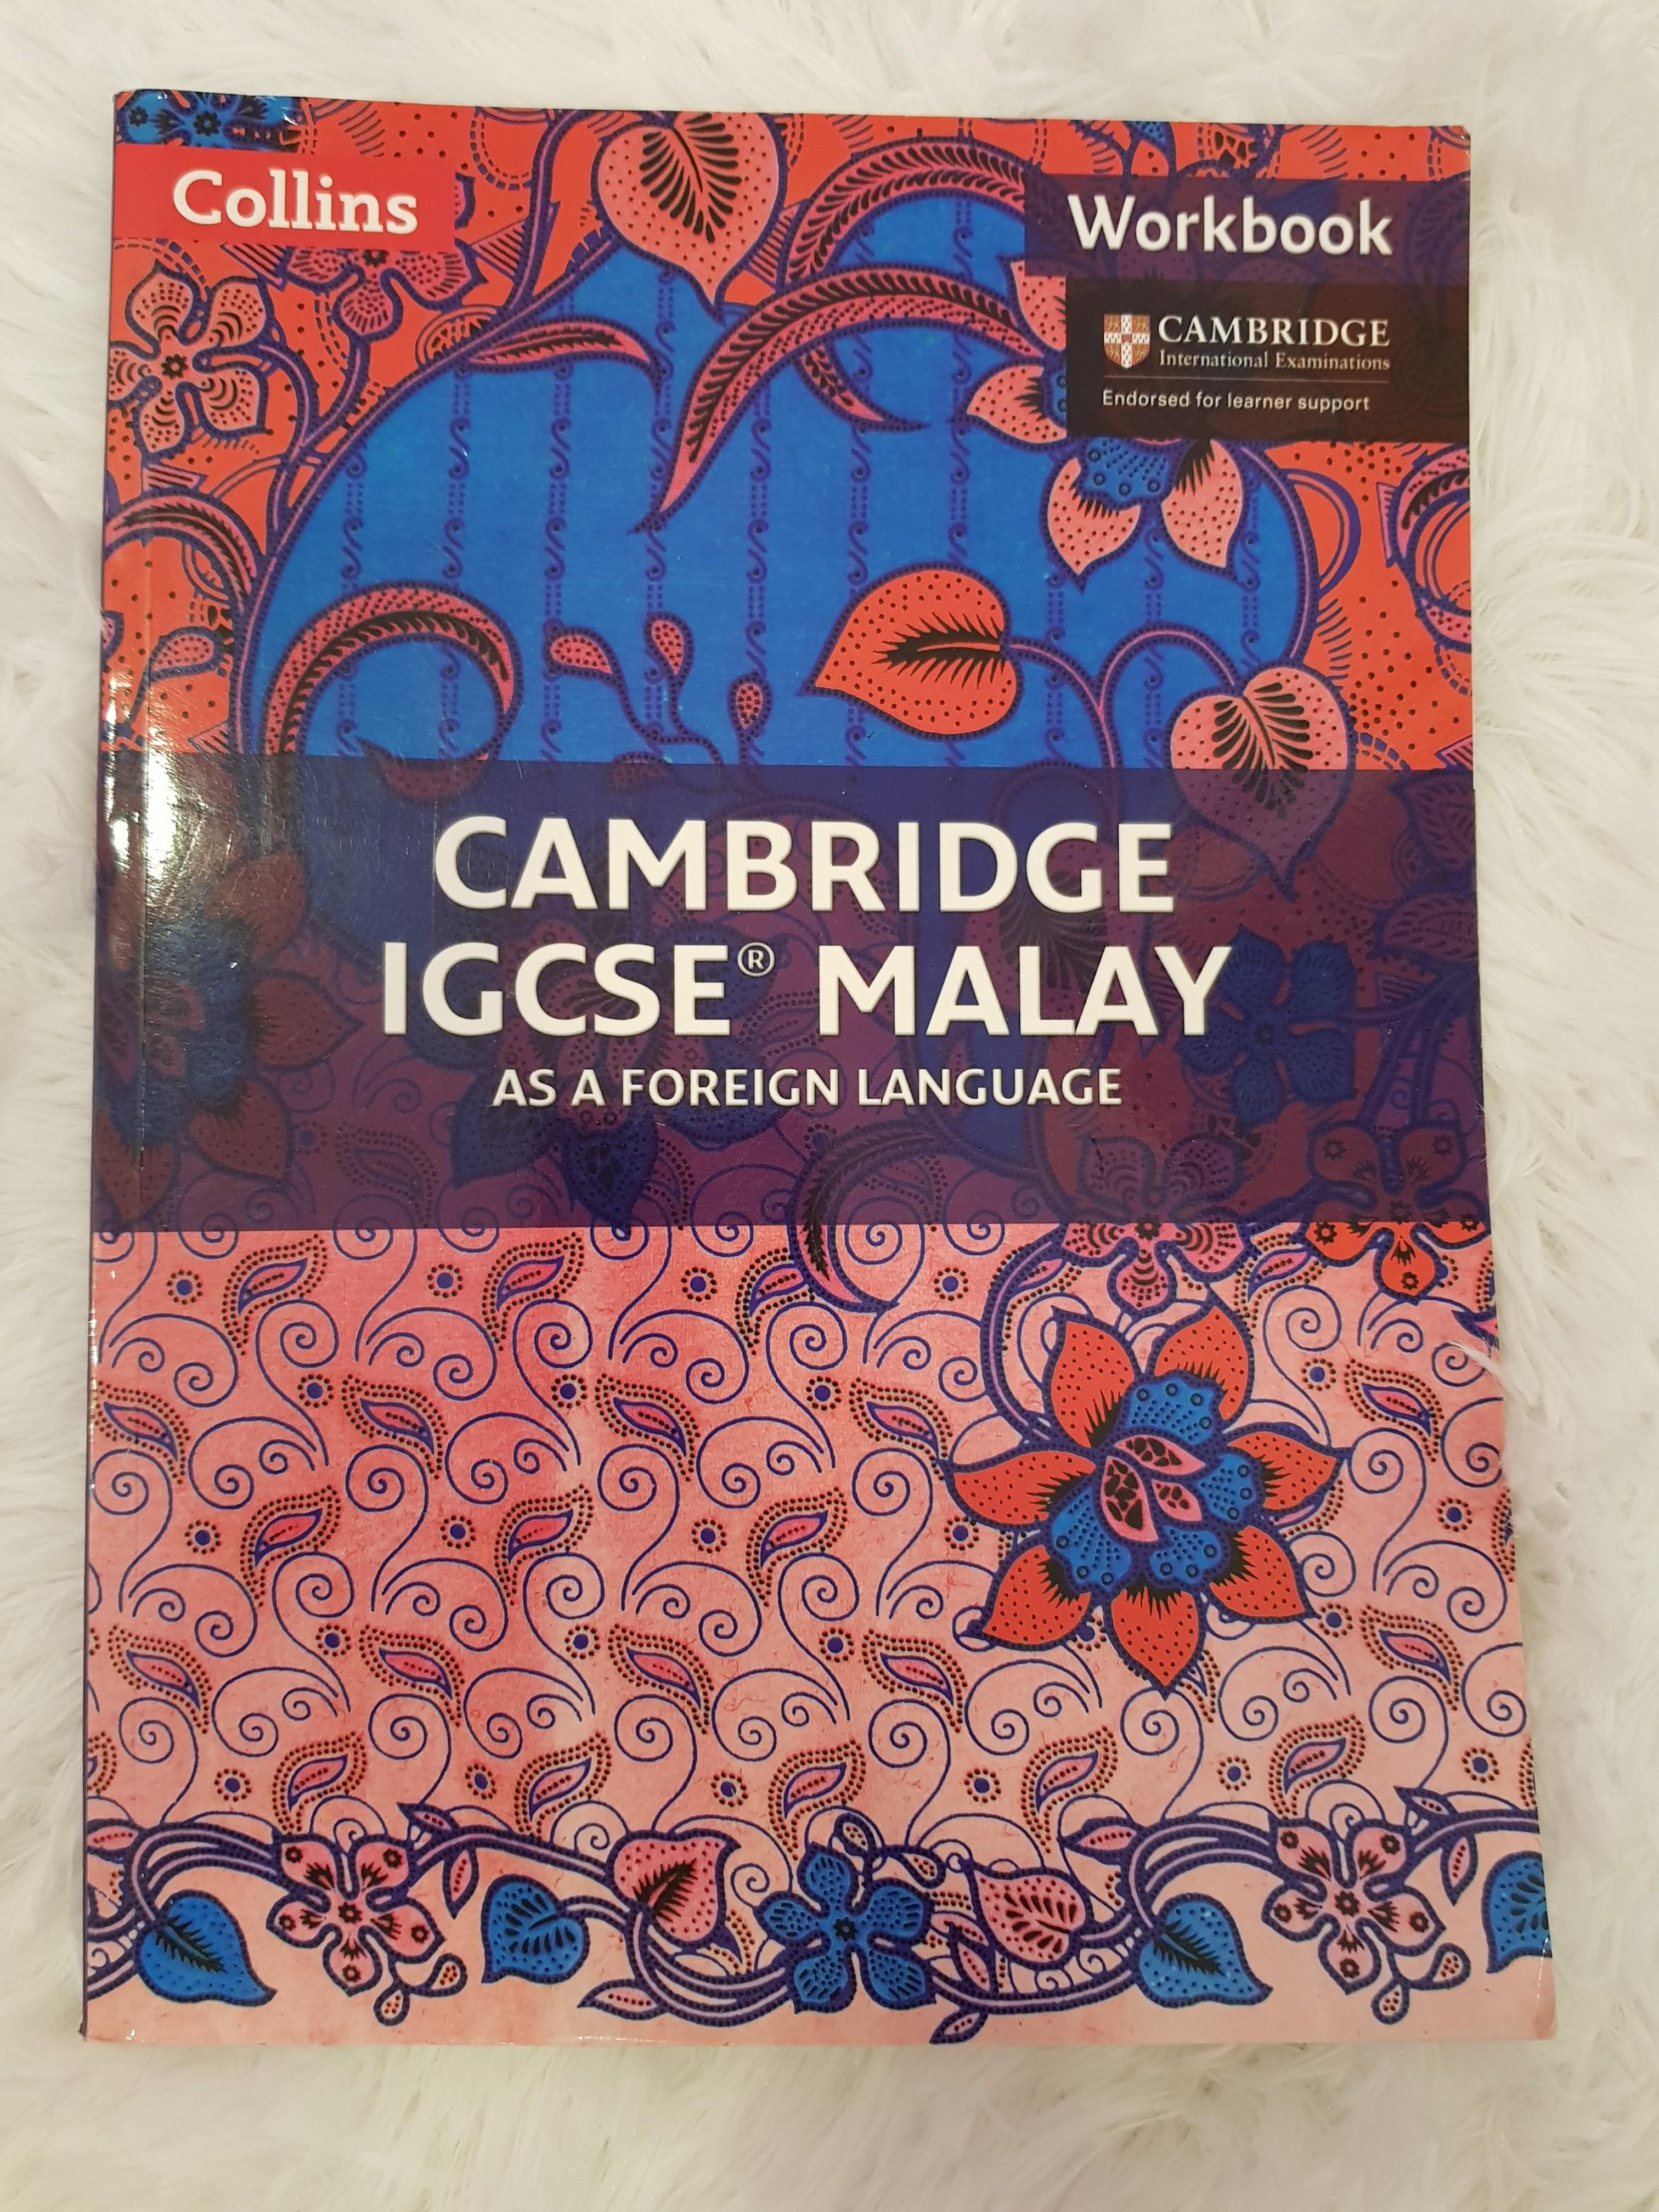 Collins
Workbook
CAMBRIDGE
International Examinations
Endorsed for learner support
CAMBRIDGE
IGCSE® MALAY
AS A FOREIGN LANGUAGE